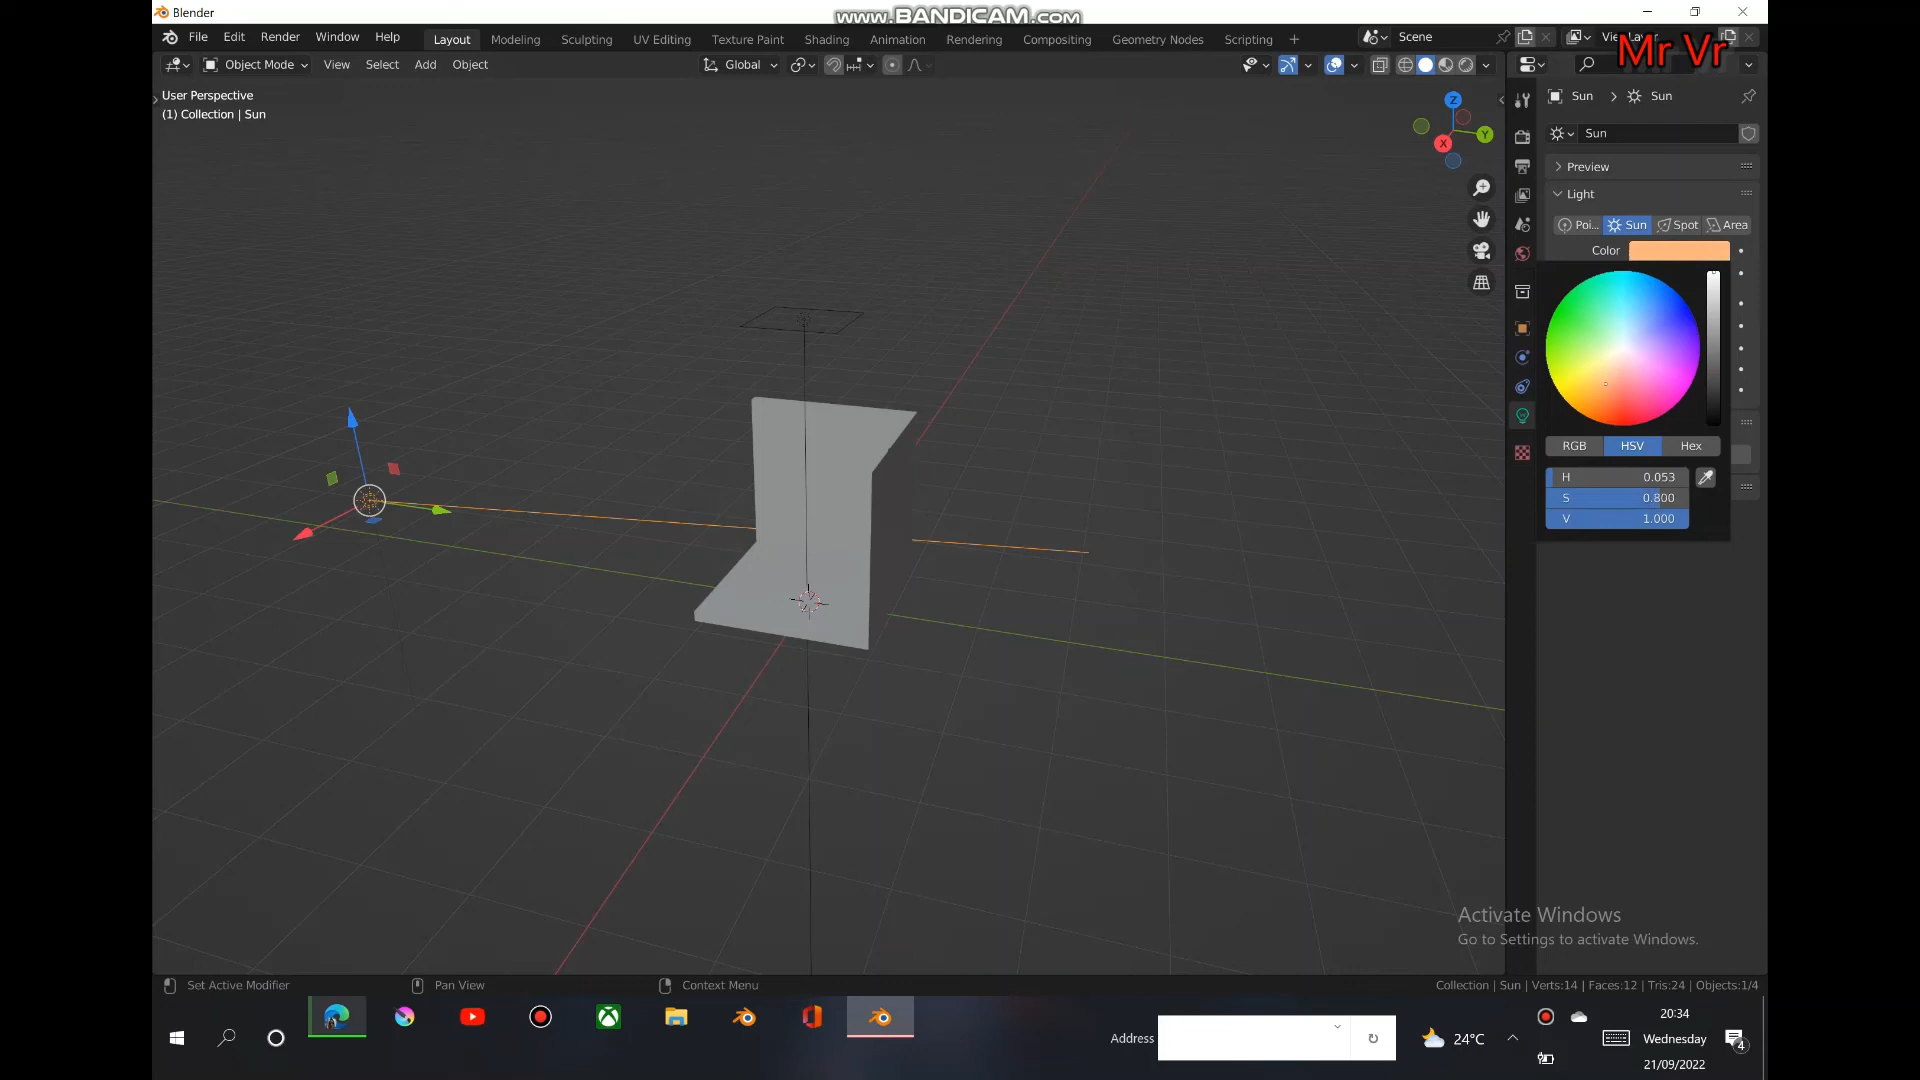 Blender
www.BANDICAM.com
File Edit Render Window Help
Layout Modeling Sculpting UV Editing Texture Paint Shading Animation Rendering Compositing Geometry Nodes Scripting +
Scene
Mr Vr
Object Mode View Select Add Object
Global
User Perspective
(1) Collection | Sun
Z
Y
X
Sun > Sun
Sun
Preview
Light
Poi... Sun Spot Area
Color
RGB HSV Hex
H 0.053
S 0.800
V 1.000
Activate Windows
Go to Settings to activate Windows.
Set Active Modifier Pan View Context Menu
Collection | Sun | Verts:14 | Faces:12 | Tris:24 | Objects:1/4
Address
24°C
20:34
Wednesday
21/09/2022
4